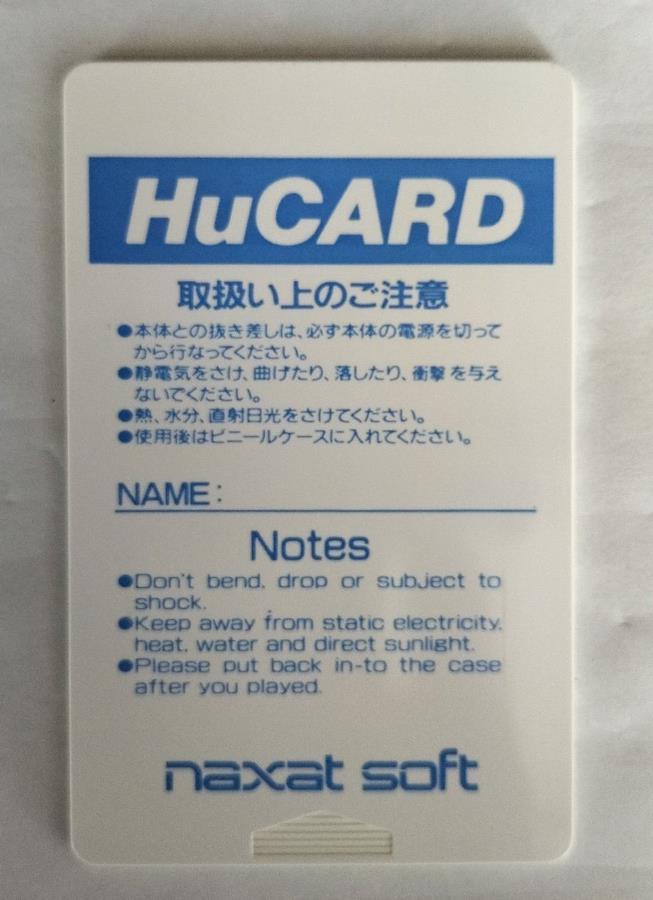 HuCARD
取扱い上のご注意
●本体との抜き差しは、必ず本体の電源を切って
から行なってください。
●静電気をさけ、曲げたり、落したり、衝撃を与え
ないでください。
●熱、水分、直射日光をさけてください。
●使用後はビニールケースに入れてください。
NAME:
Notes
●Don't bend, drop or subject to
shock.
●Keep away from static electricity,
heat, water and direct sunlight.
●Please put back in-to the case
after you played.
naxat soft